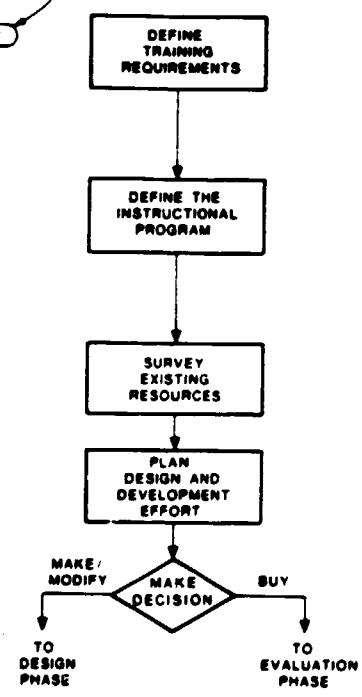 DEFINE
TRAINING
REQUIREMENTS
DEFINE THE
INSTRUCTIONAL
PROGRAM
SURVEY
EXISTING
RESOURCES
PLAN
DESIGN AND
DEVELOPMENT
EFFORT
MAKE/
MODIFY
MAKE
DECISION
BUY
TO
DESIGN
PHASE
TO
EVALUATION
PHASE